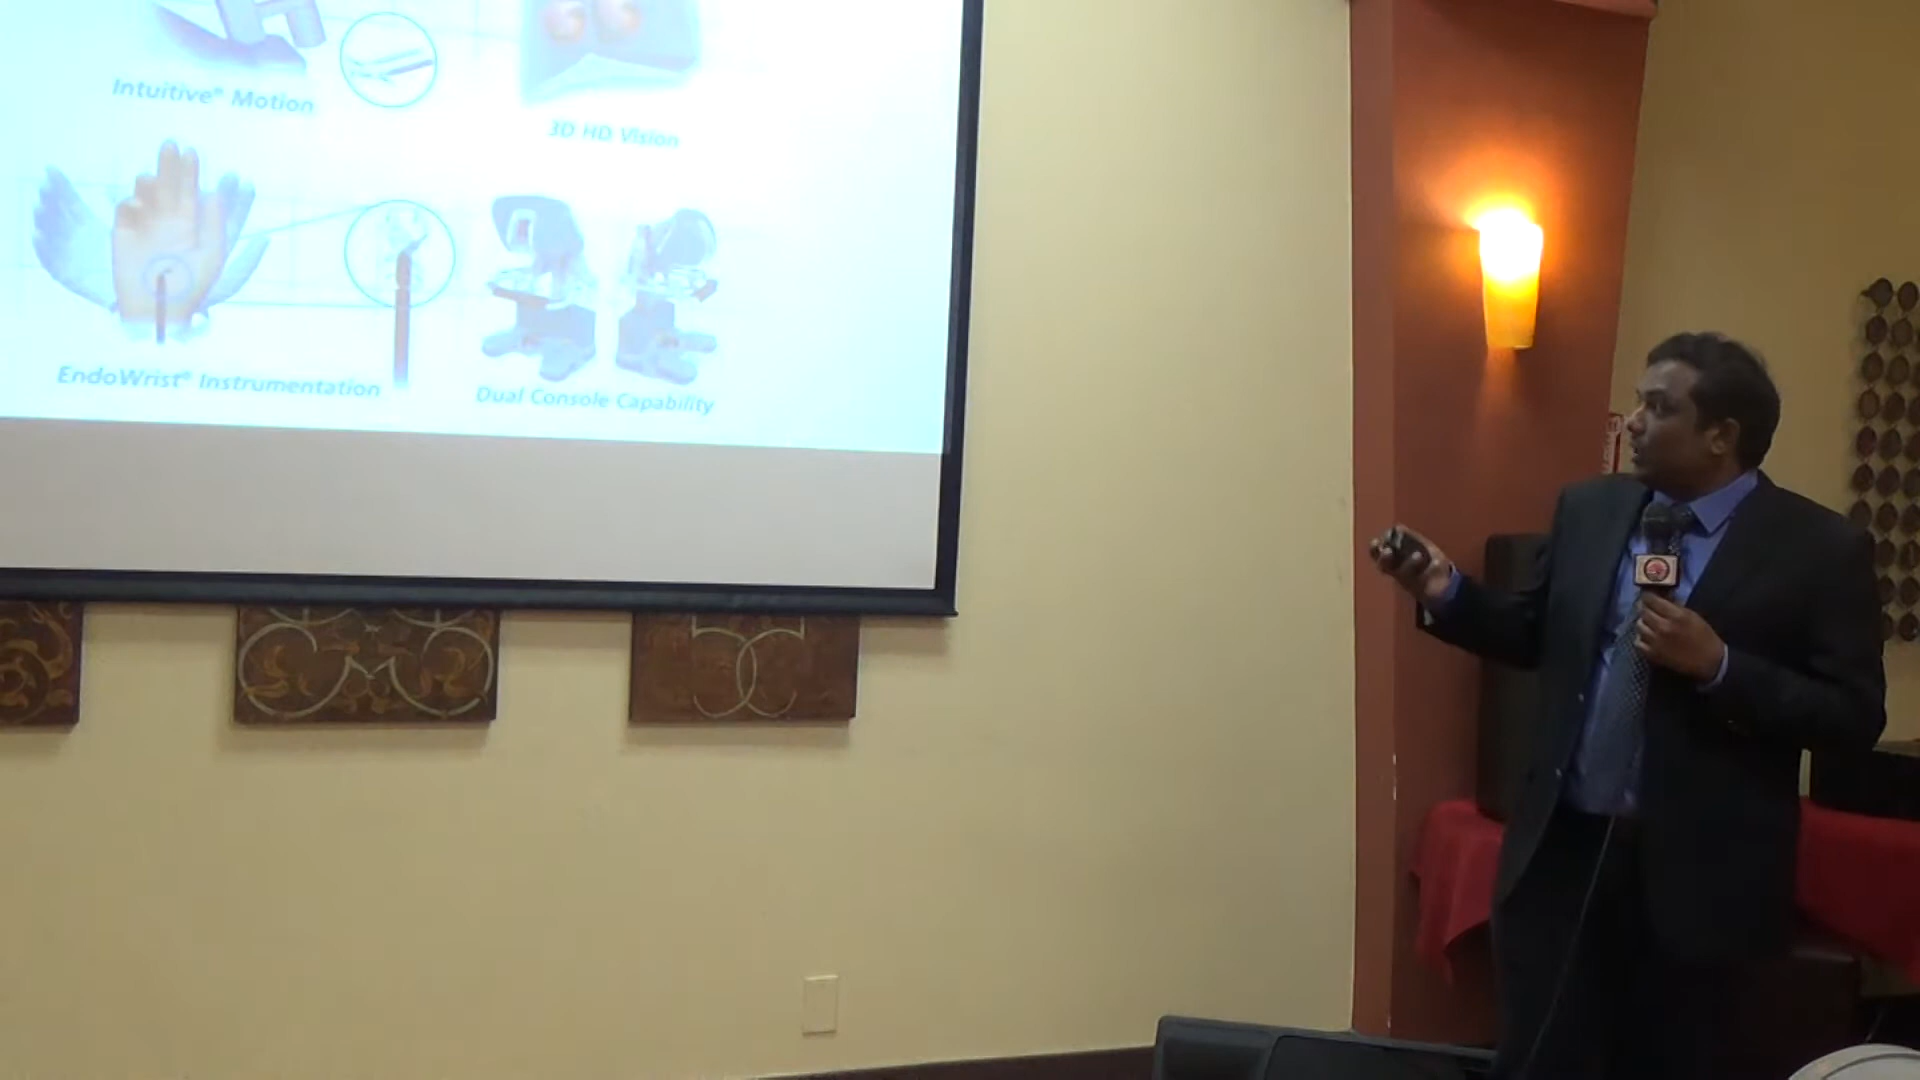 Intuitive® Motion
3D HD Vision
EndoWrist® Instrumentation
Dual Console Capability